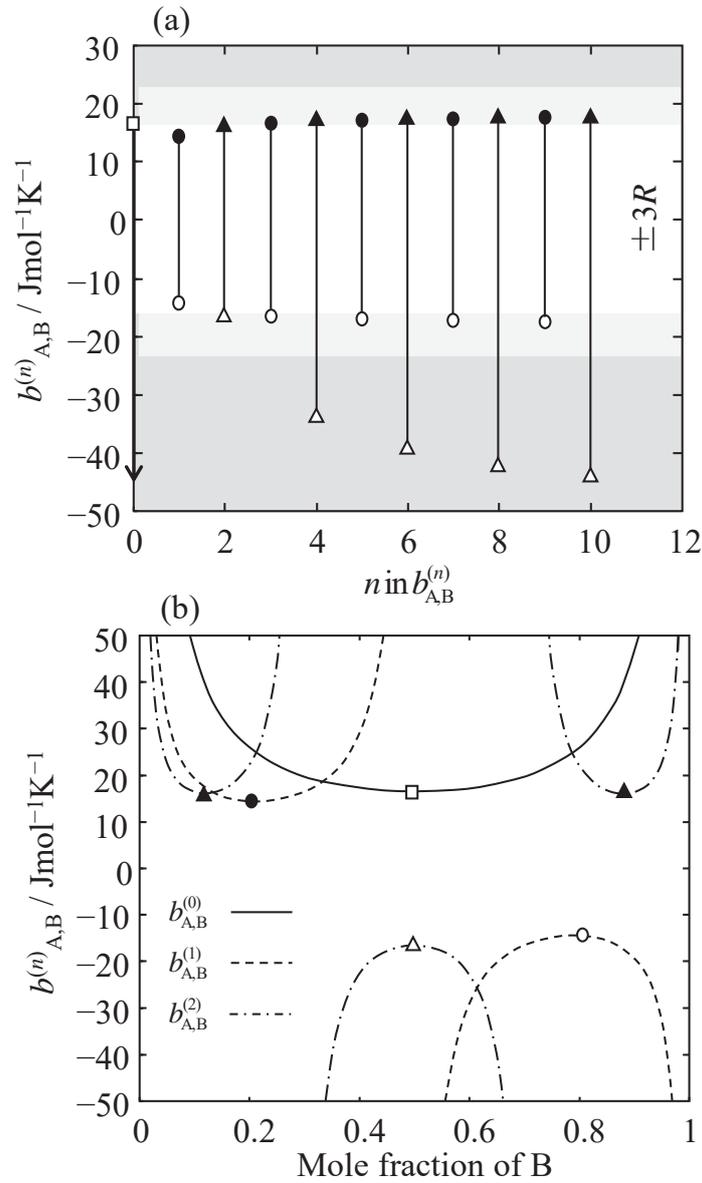 (a)
30
20
10
0
−10
−20
−30
−40
−50
b(n)A,B / Jmol−1K−1
±3R
0 2 4 6 8 10 12
n in b(n)A,B
(b)
50
40
30
20
10
0
−10
−20
−30
−40
−50
b(n)A,B / Jmol−1K−1
b(0)A,B
b(1)A,B
b(2)A,B
0 0.2 0.4 0.6 0.8 1
Mole fraction of B